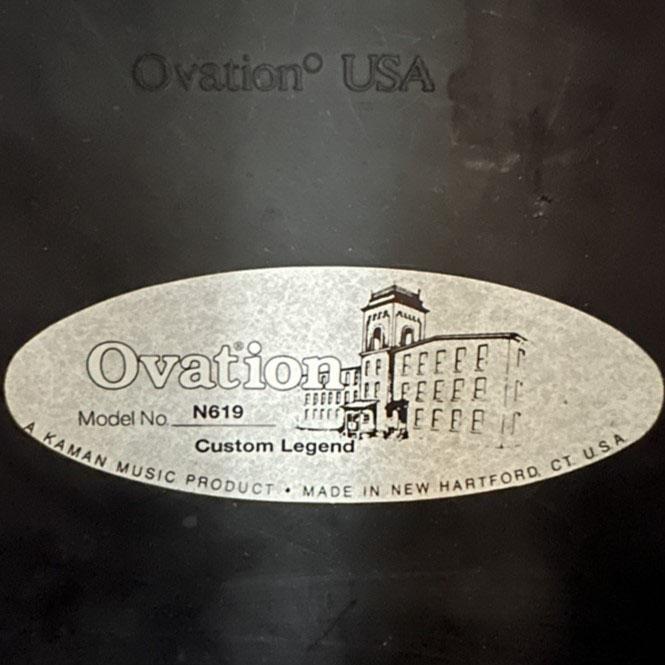 Ovation® USA
Ovation®
Model No. N619
Custom Legend
A KAMAN MUSIC PRODUCT • MADE IN NEW HARTFORD, CT. U.S.A.